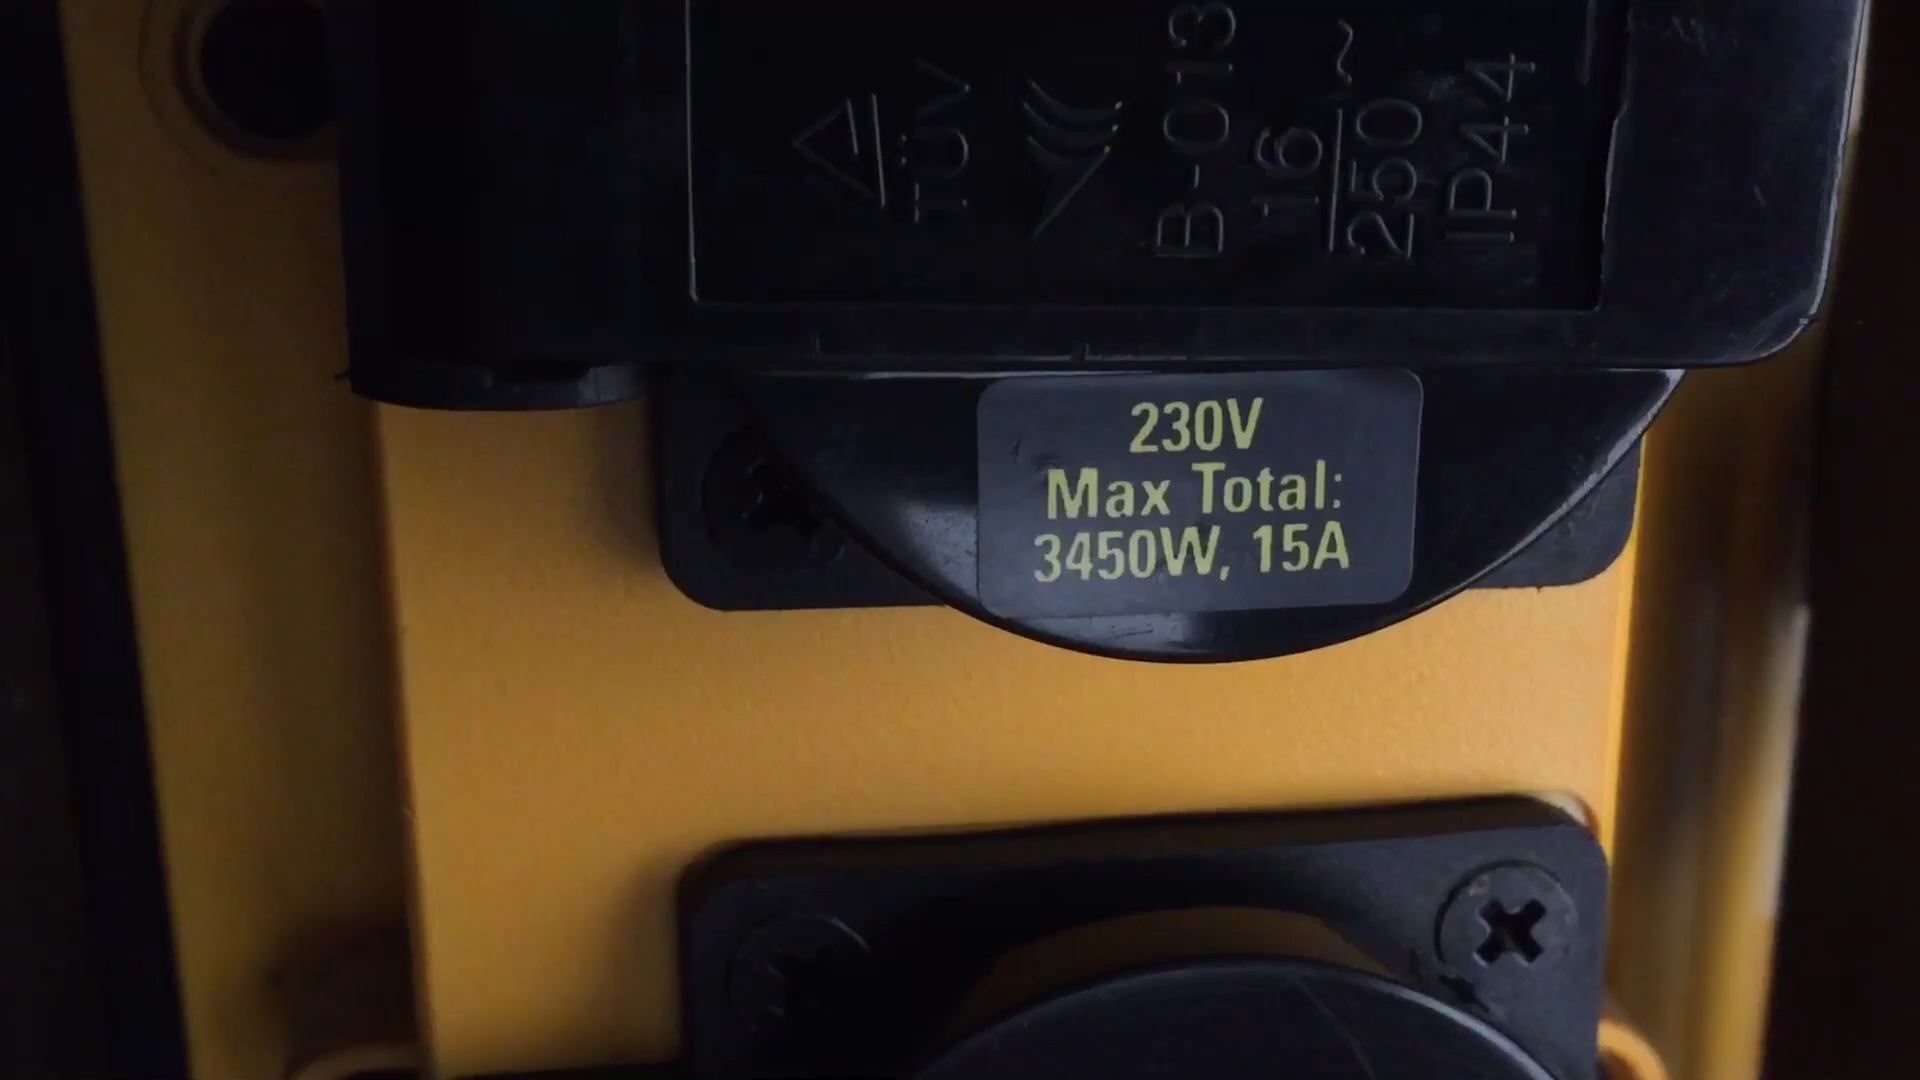 TÜV
B-013
16
250 ~
IP44
230V
Max Total:
3450W, 15A